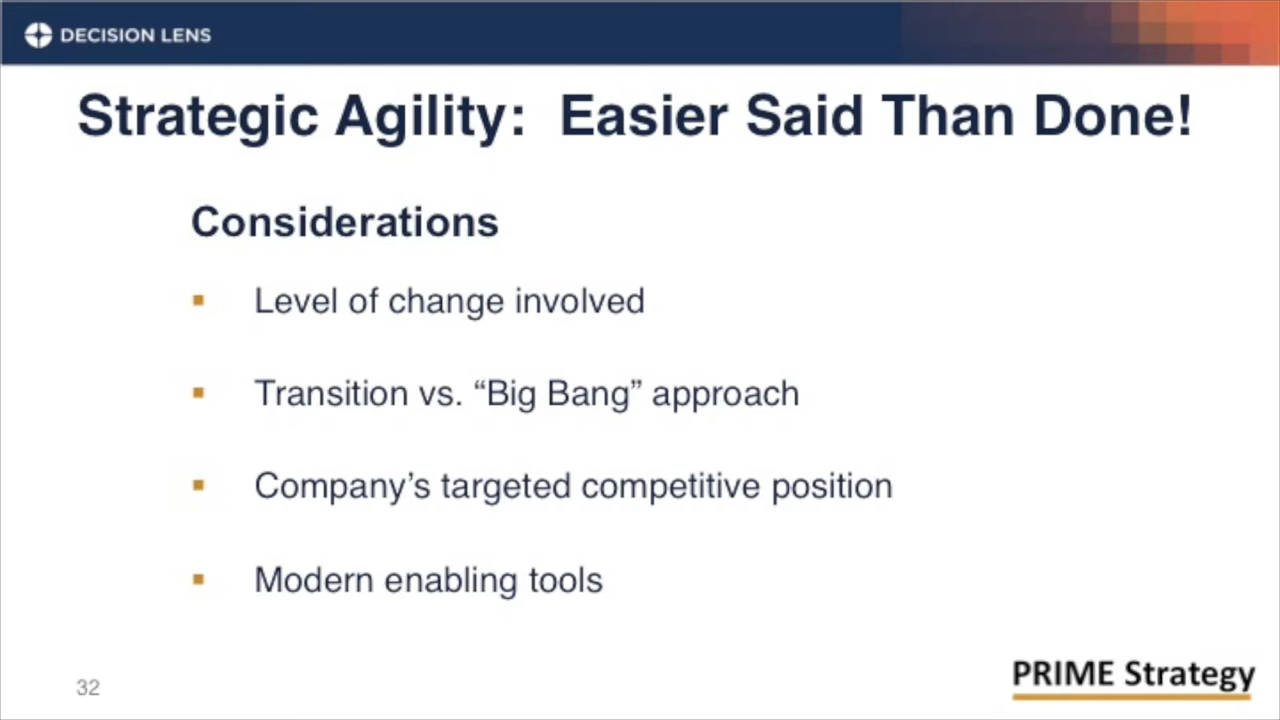 DECISION LENS
Strategic Agility:  Easier Said Than Done!
Considerations
▪ Level of change involved
▪ Transition vs. “Big Bang” approach
▪ Company’s targeted competitive position
▪ Modern enabling tools
32
PRIME Strategy